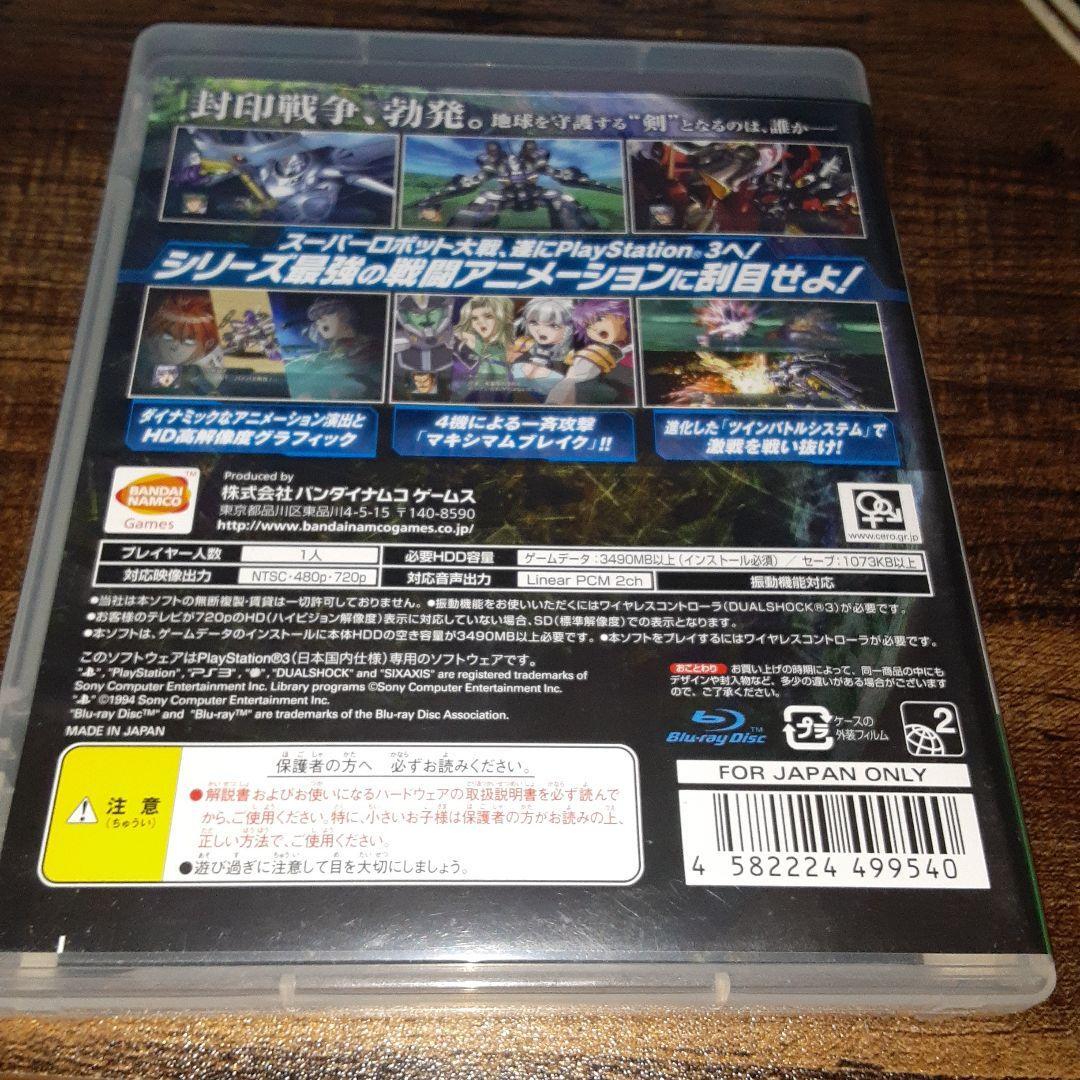 封印戦争、勃発。地球を守護する"剣"となるのは、誰か――
スーパーロボット大戦、遂にPlayStation®3へ!
シリーズ最強の戦闘アニメーションに刮目せよ!
ダイナミックなアニメーション演出と
HD高解像度グラフィック
4機による一斉攻撃
「マキシマムブレイク」!!
進化した「ツインバトルシステム」で
激戦を戦い抜け!
BANDAI
NAMCO
Games
TM
Produced by
株式会社 バンダイナムコ ゲームス
東京都品川区東品川4-5-15 〒140-8590
http://www.bandainamcogames.co.jp/
www.cero.gr.jp
プレイヤー人数 1人 必要HDD容量 ゲームデータ:3490MB以上(インストール必須) / セーブ:1073KB以上
対応映像出力 NTSC・480p・720p 対応音声出力 Linear PCM 2ch 振動機能対応
●当社は本ソフトの無断複製・賃貸は一切許可しておりません。●振動機能をお使いいただくにはワイヤレスコントローラ(DUALSHOCK®3)が必要です。
●お客様のテレビが720pのHD(ハイビジョン解像度)表示に対応していない場合、SD(標準解像度)での表示となります。
●本ソフトは、ゲームデータのインストールに本体HDDの空き容量が3490MB以上必要です。●本ソフトをプレイするにはワイヤレスコントローラが必要です。
このソフトウェアはPlayStation®3(日本国内仕様)専用のソフトウェアです。
"PlayStation", "PS3", "DUALSHOCK" and "SIXAXIS" are registered trademarks of
Sony Computer Entertainment Inc. Library programs ©Sony Computer Entertainment Inc.
©1994 Sony Computer Entertainment Inc.
"Blu-ray Disc™" and "Blu-ray™" are trademarks of the Blu-ray Disc Association.
MADE IN JAPAN
おことわり お買い上げの時期によって、同一商品の中にも
デザインや封入物など、多少の違いがある場合がございます
ので、ご了承ください。
Blu-ray Disc
TM
プラ
ケースの
外装フィルム
2
注意
(ちゅうい)
保護者の方へ 必ずお読みください。
●解説書およびお使いになるハードウェアの取扱説明書を必ず読んで
から、ご使用ください。特に、小さいお子様は保護者の方がお読みの上、
正しい方法で、ご使用ください。
●遊び過ぎに注意して目を大切にしましょう。
FOR JAPAN ONLY
4 582224 499540